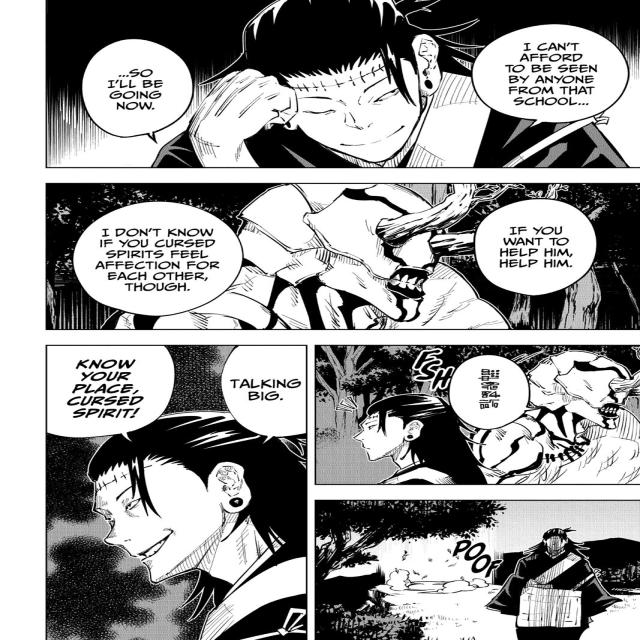 I CAN'T
AFFORD
TO BE SEEN
BY ANYONE
FROM THAT
SCHOOL...
...SO
I'LL BE
GOING
NOW.
IF YOU
WANT TO
HELP HIM,
HELP HIM.
I DON'T KNOW
IF YOU CURSED
SPIRITS FEEL
AFFECTION FOR
EACH OTHER,
THOUGH.
FSH
TALKING
BIG.
KNOW
YOUR
PLACE,
CURSED
SPIRIT!
POOF